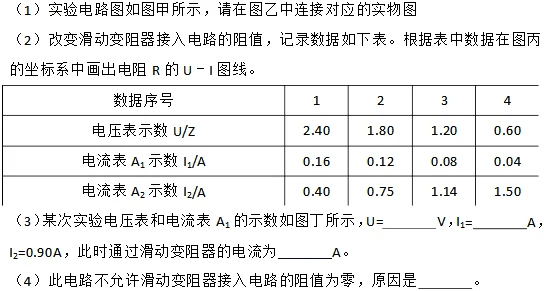 （1）实验电路图如图甲所示，请在图乙中连接对应的实物图
（2）改变滑动变阻器接入电路的阻值，记录数据如下表。根据表中数据在图丙
的坐标系中画出电阻 R 的 U－I 图线。
数据序号 1 2 3 4
电压表示数 U/Z 2.40 1.80 1.20 0.60
电流表 A₁ 示数 I₁/A 0.16 0.12 0.08 0.04
电流表 A₂ 示数 I₂/A 0.40 0.75 1.14 1.50
（3）某次实验电压表和电流表 A₁ 的示数如图丁所示，U=_______V，I₁=_______A，
I₂=0.90A，此时通过滑动变阻器的电流为_______A。
（4）此电路不允许滑动变阻器接入电路的阻值为零，原因是_______。